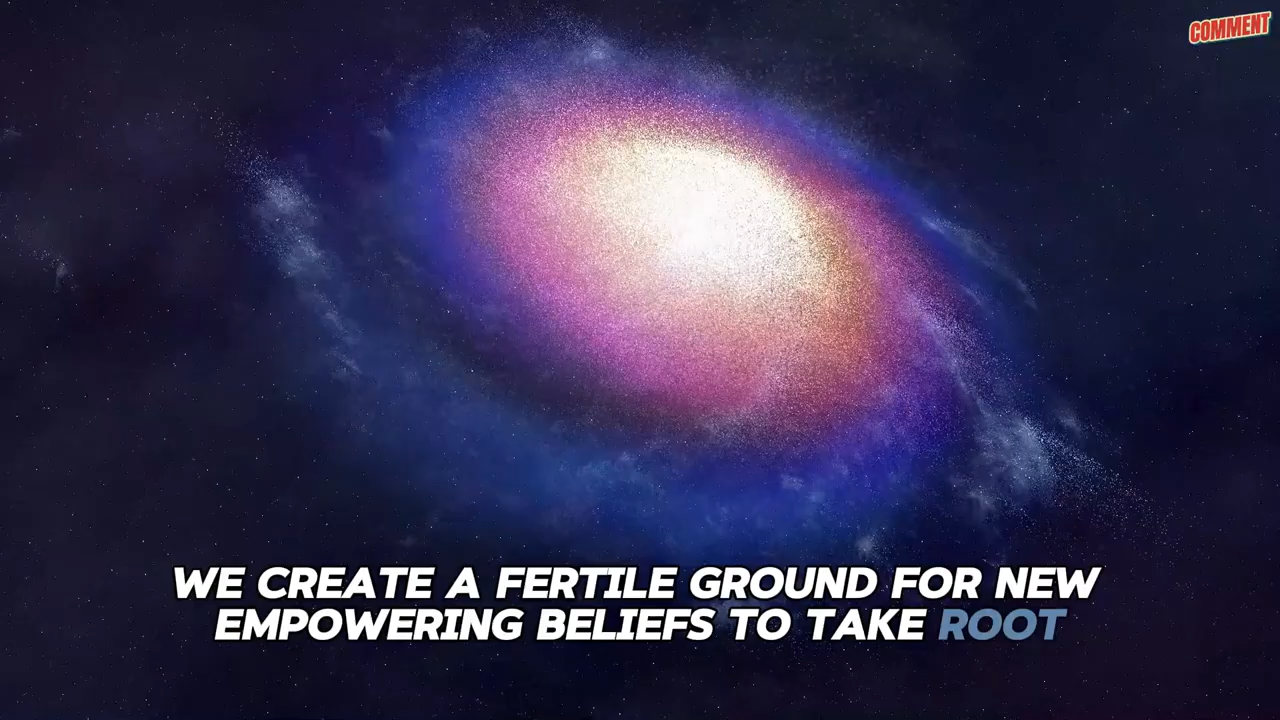 COMMENT
WE CREATE A FERTILE GROUND FOR NEW
EMPOWERING BELIEFS TO TAKE ROOT